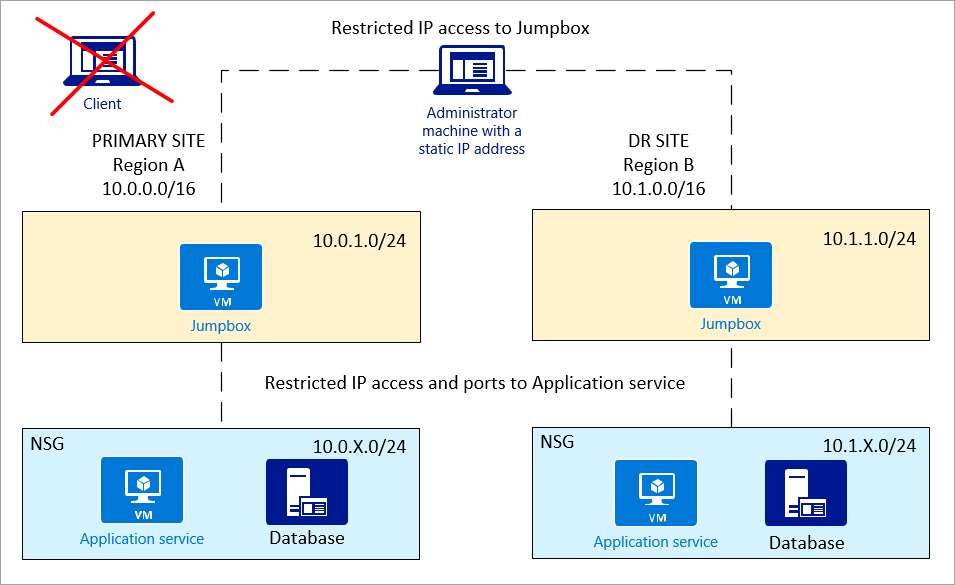 Restricted IP access to Jumpbox
Client
Administrator
machine with a
static IP address
PRIMARY SITE
Region A
10.0.0.0/16
DR SITE
Region B
10.1.0.0/16
10.0.1.0/24
VM
Jumpbox
10.1.1.0/24
VM
Jumpbox
Restricted IP access and ports to Application service
NSG
10.0.X.0/24
VM
Application service
Database
NSG
10.1.X.0/24
VM
Application service
Database